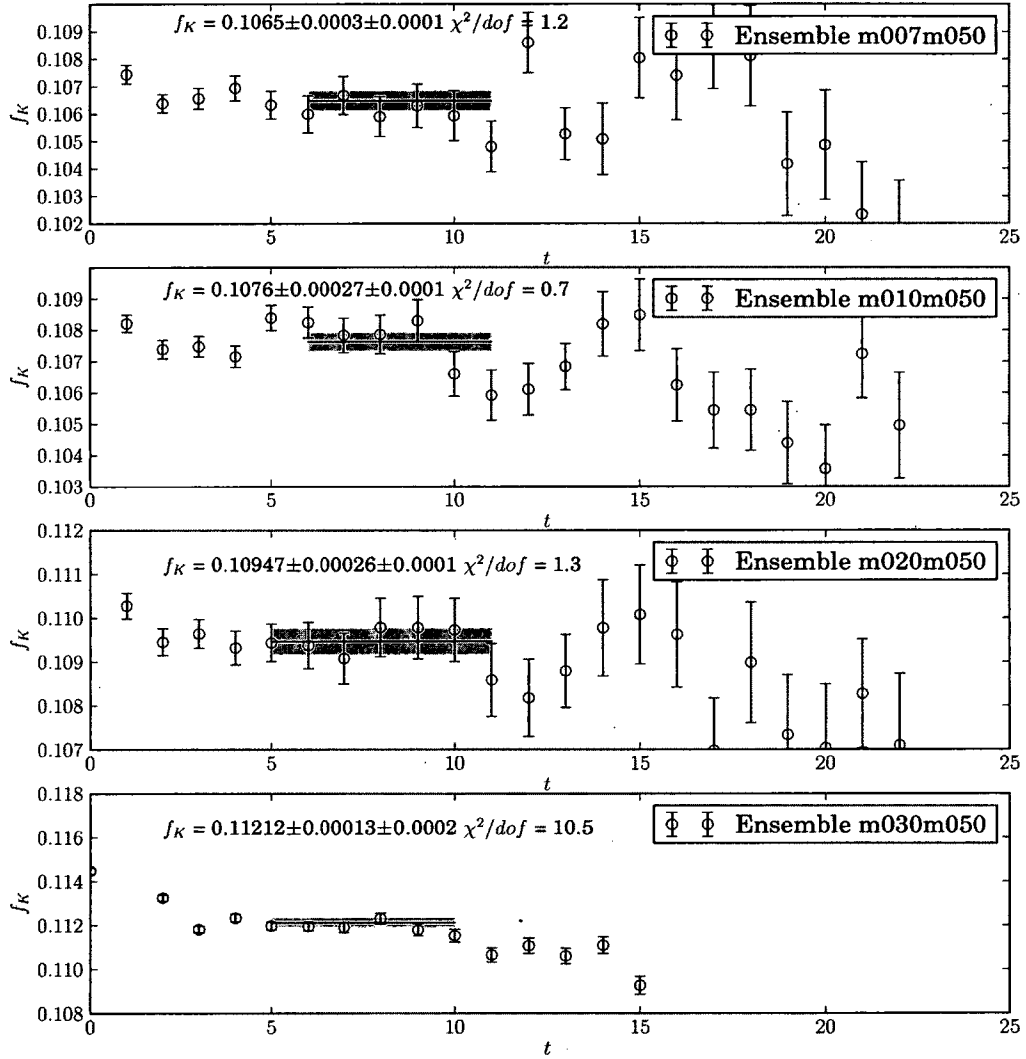 f_K = 0.1065±0.0003±0.0001 χ²/dof = 1.2
Ensemble m007m050
0.109
0.108
0.107
0.106
0.105
0.104
0.103
0.102
f_K
0 5 10 15 20 25
t
f_K = 0.1076±0.00027±0.0001 χ²/dof = 0.7
Ensemble m010m050
0.109
0.108
0.107
0.106
0.105
0.104
0.103
f_K
0 5 10 15 20 25
t
f_K = 0.10947±0.00026±0.0001 χ²/dof = 1.3
Ensemble m020m050
0.112
0.111
0.110
0.109
0.108
0.107
f_K
0 5 10 15 20 25
t
f_K = 0.11212±0.00013±0.0002 χ²/dof = 10.5
Ensemble m030m050
0.118
0.116
0.114
0.112
0.110
0.108
f_K
0 5 10 15 20 25
t